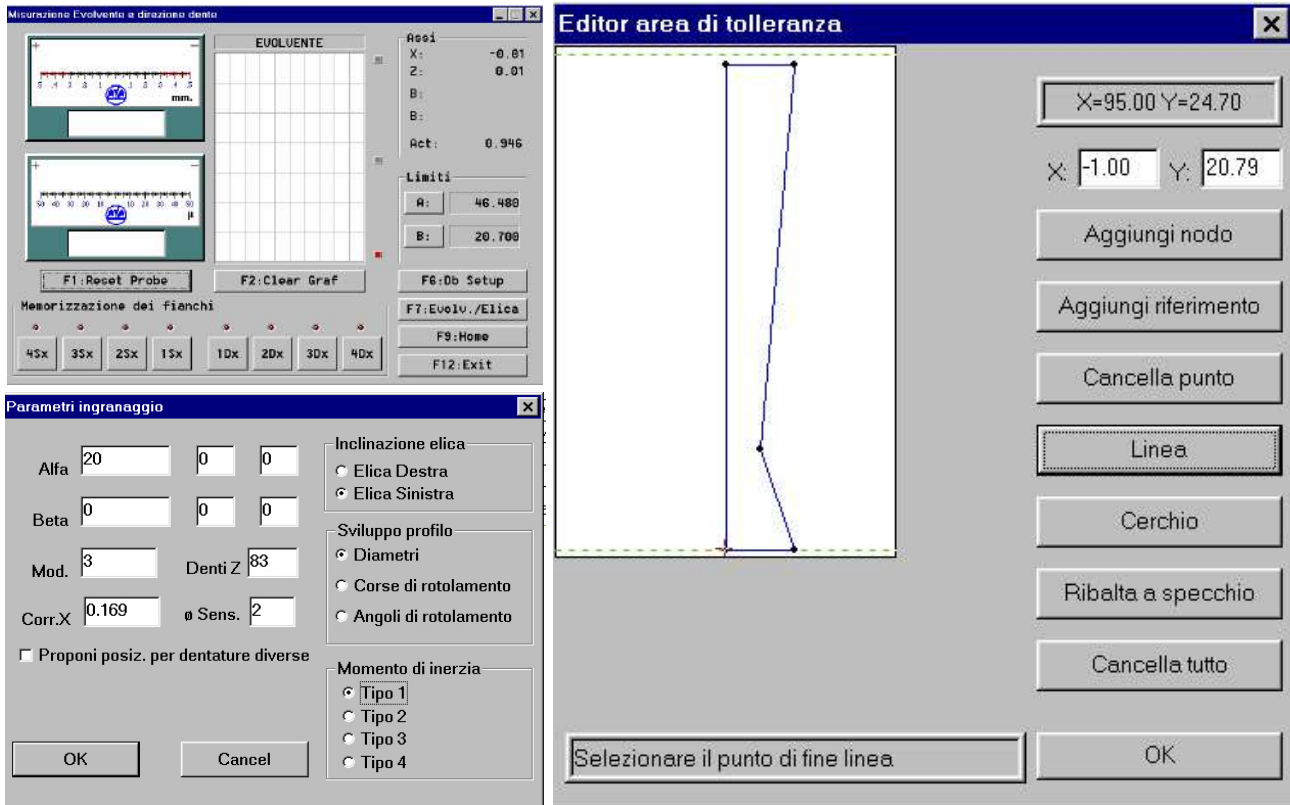 Misurazione Evolvente e direzione dente
EVOLVENTE
mm.
µ
Assi
X: -0.01
Z: 0.01
B:
B:
Act: 0.946
Limiti
A: 46.480
B: 20.700
F1:Reset Probe
F2:Clear Graf
F6:Db Setup
Memorizzazione dei fianchi
F7:Evolv./Elica
F9:Home
4Sx 3Sx 2Sx 1Sx 1Dx 2Dx 3Dx 4Dx
F12:Exit
Parametri ingranaggio
Alfa 20 0 0
Beta 0 0 0
Mod. 3 Denti Z 83
Corr.X 0.169 ø Sens. 2
Proponi posiz. per dentature diverse
OK Cancel
Inclinazione elica
Elica Destra
Elica Sinistra
Sviluppo profilo
Diametri
Corse di rotolamento
Angoli di rotolamento
Momento di inerzia
Tipo 1
Tipo 2
Tipo 3
Tipo 4
Editor area di tolleranza
X=95.00 Y=24.70
X: -1.00 Y: 20.79
Aggiungi nodo
Aggiungi riferimento
Cancella punto
Linea
Cerchio
Ribalta a specchio
Cancella tutto
Selezionare il punto di fine linea
OK